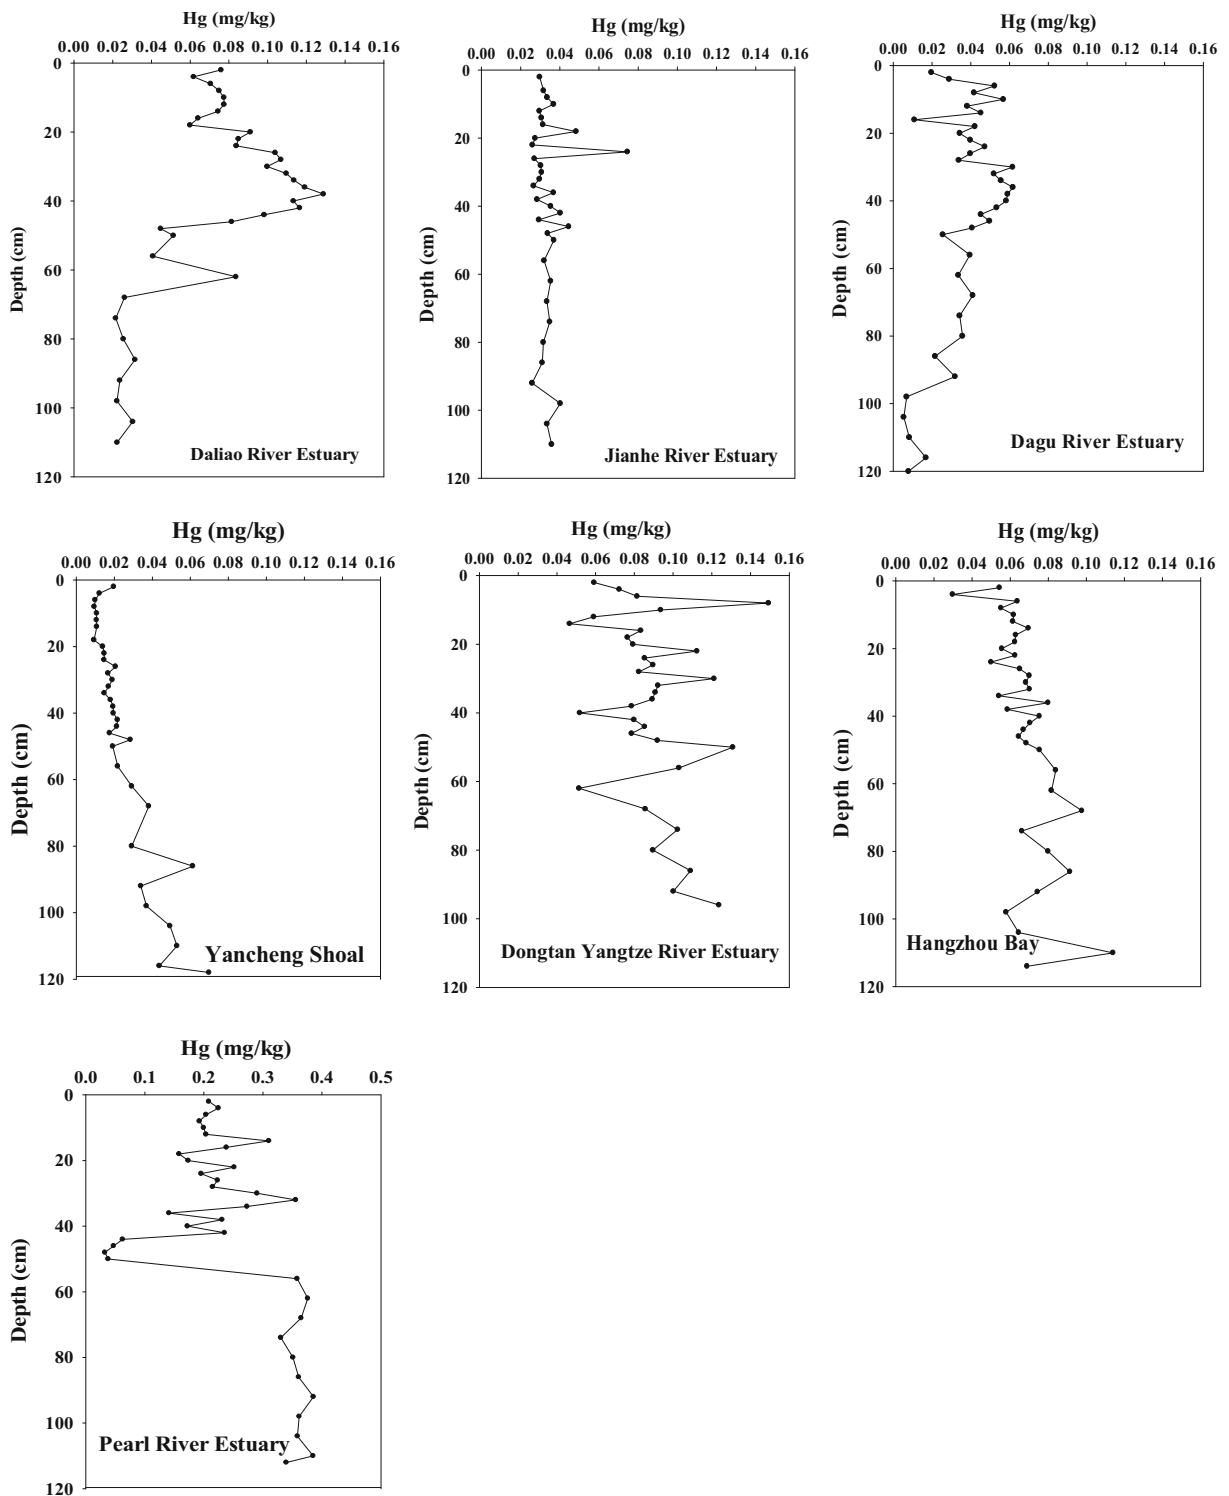 Hg (mg/kg)
0.00 0.02 0.04 0.06 0.08 0.10 0.12 0.14 0.16
0
20
40
60
80
100
120
Depth (cm)
Daliao River Estuary
Hg (mg/kg)
0.00 0.02 0.04 0.06 0.08 0.10 0.12 0.14 0.16
0
20
40
60
80
100
120
Depth (cm)
Jianhe River Estuary
Hg (mg/kg)
0.00 0.02 0.04 0.06 0.08 0.10 0.12 0.14 0.16
0
20
40
60
80
100
120
Depth (cm)
Dagu River Estuary
Hg (mg/kg)
0.00 0.02 0.04 0.06 0.08 0.10 0.12 0.14 0.16
0
20
40
60
80
100
120
Depth (cm)
Yancheng Shoal
Hg (mg/kg)
0.00 0.02 0.04 0.06 0.08 0.10 0.12 0.14 0.16
0
20
40
60
80
100
120
Depth (cm)
Dongtan Yangtze River Estuary
Hg (mg/kg)
0.00 0.02 0.04 0.06 0.08 0.10 0.12 0.14 0.16
0
20
40
60
80
100
120
Depth (cm)
Hangzhou Bay
Hg (mg/kg)
0.0 0.1 0.2 0.3 0.4 0.5
0
20
40
60
80
100
120
Depth (cm)
Pearl River Estuary